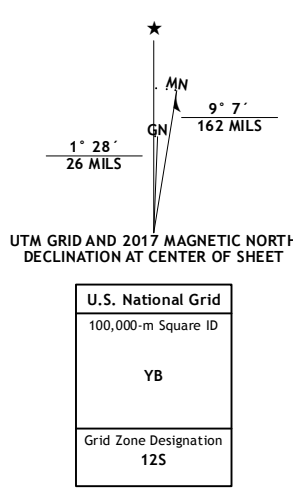 ★
MN
GN
9° 7´
162 MILS
1° 28´
26 MILS
UTM GRID AND 2017 MAGNETIC NORTH
DECLINATION AT CENTER OF SHEET
U.S. National Grid
100,000-m Square ID
YB
Grid Zone Designation
12S